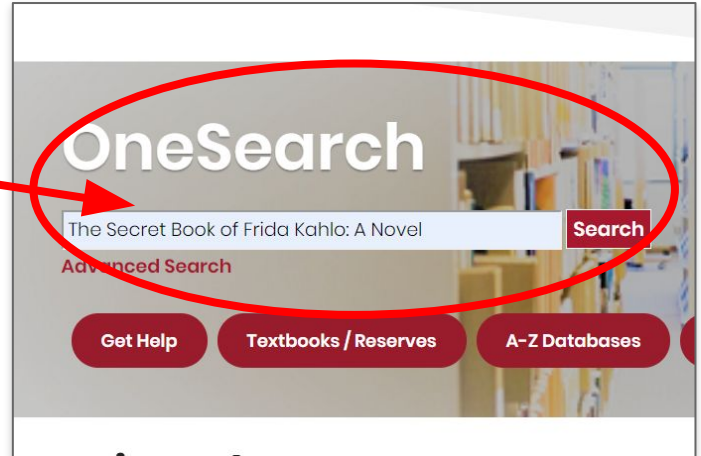 OneSearch
The Secret Book of Frida Kahlo: A Novel Search
Advanced Search
Get Help Textbooks / Reserves A-Z Databases